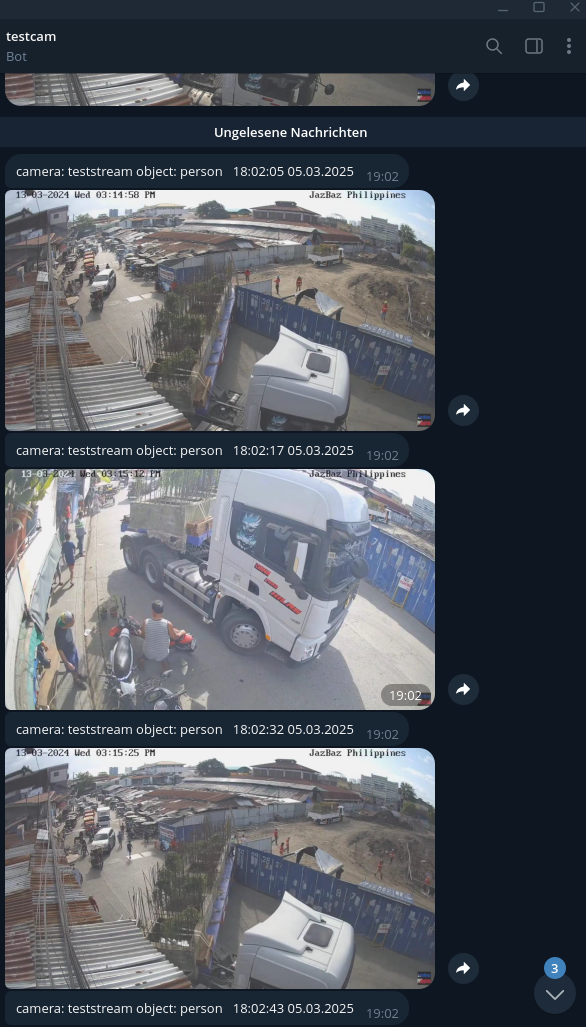 testcam
Bot
Ungelesene Nachrichten
camera: teststream object: person 18:02:05 05.03.2025 19:02
13-03-2024 Wed 03:14:58 PM JazBaz Philippines
camera: teststream object: person 18:02:17 05.03.2025 19:02
13-03-2024 Wed 03:15:12 PM JazBaz Philippines
19:02
camera: teststream object: person 18:02:32 05.03.2025 19:02
13-03-2024 Wed 03:15:25 PM JazBaz Philippines
3
camera: teststream object: person 18:02:43 05.03.2025 19:02